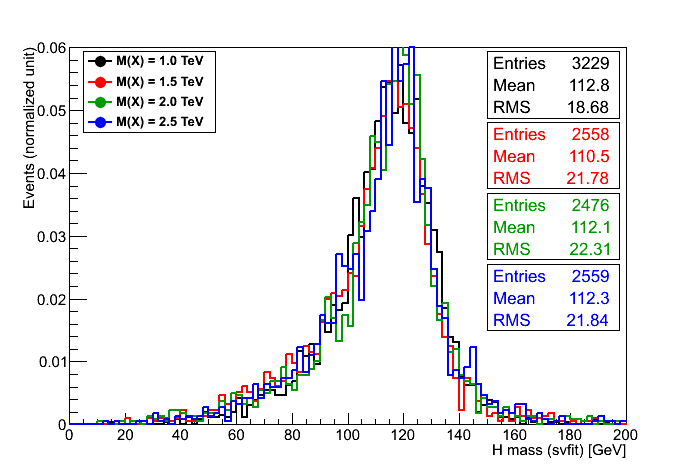 0.06
0.05
0.04
0.03
0.02
0.01
0
Events (normalized unit)
M(X) = 1.0 TeV
M(X) = 1.5 TeV
M(X) = 2.0 TeV
M(X) = 2.5 TeV
Entries 3229
Mean 112.8
RMS 18.68
Entries 2558
Mean 110.5
RMS 21.78
Entries 2476
Mean 112.1
RMS 22.31
Entries 2559
Mean 112.3
RMS 21.84
0 20 40 60 80 100 120 140 160 180 200
H mass (svfit) [GeV]